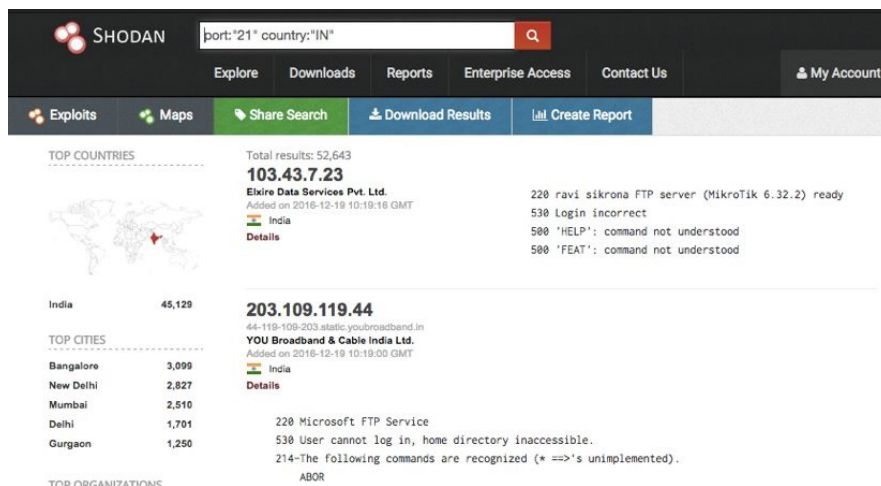 SHODAN
port:"21" country:"IN"
Explore Downloads Reports Enterprise Access Contact Us My Account
Exploits Maps Share Search Download Results Create Report
TOP COUNTRIES
India 45,129
TOP CITIES
Bangalore 3,099
New Delhi 2,827
Mumbai 2,510
Delhi 1,701
Gurgaon 1,250
TOP ORGANIZATIONS
Total results: 52,643
103.43.7.23
Elxire Data Services Pvt. Ltd.
Added on 2016-12-19 10:19:16 GMT
India
Details
220 ravi sikrona FTP server (MikroTik 6.32.2) ready
530 Login incorrect
500 'HELP': command not understood
500 'FEAT': command not understood
203.109.119.44
44-119-109-203.static.youbroadband.in
YOU Broadband & Cable India Ltd.
Added on 2016-12-19 10:19:00 GMT
India
Details
220 Microsoft FTP Service
530 User cannot log in, home directory inaccessible.
214-The following commands are recognized (* ==>'s unimplemented).
ABOR